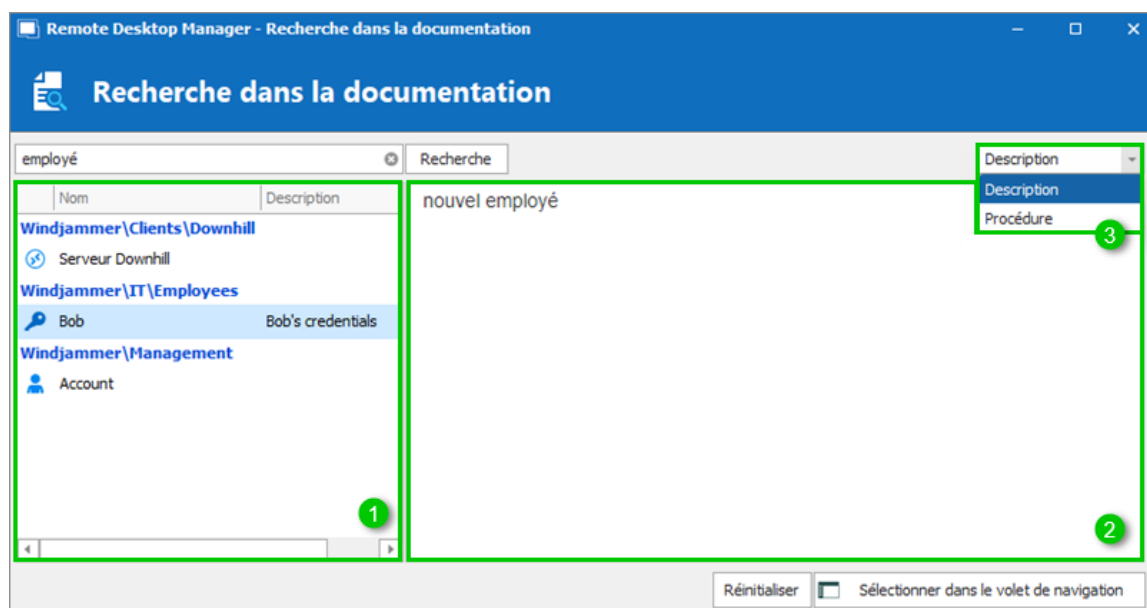 Remote Desktop Manager - Recherche dans la documentation
Recherche dans la documentation
employé
Recherche
Description
Description
Procédure
3
Nom Description
Windjammer\Clients\Downhill
Serveur Downhill
Windjammer\IT\Employees
Bob Bob's credentials
Windjammer\Management
Account
1
nouvel employé
2
Réinitialiser
Sélectionner dans le volet de navigation